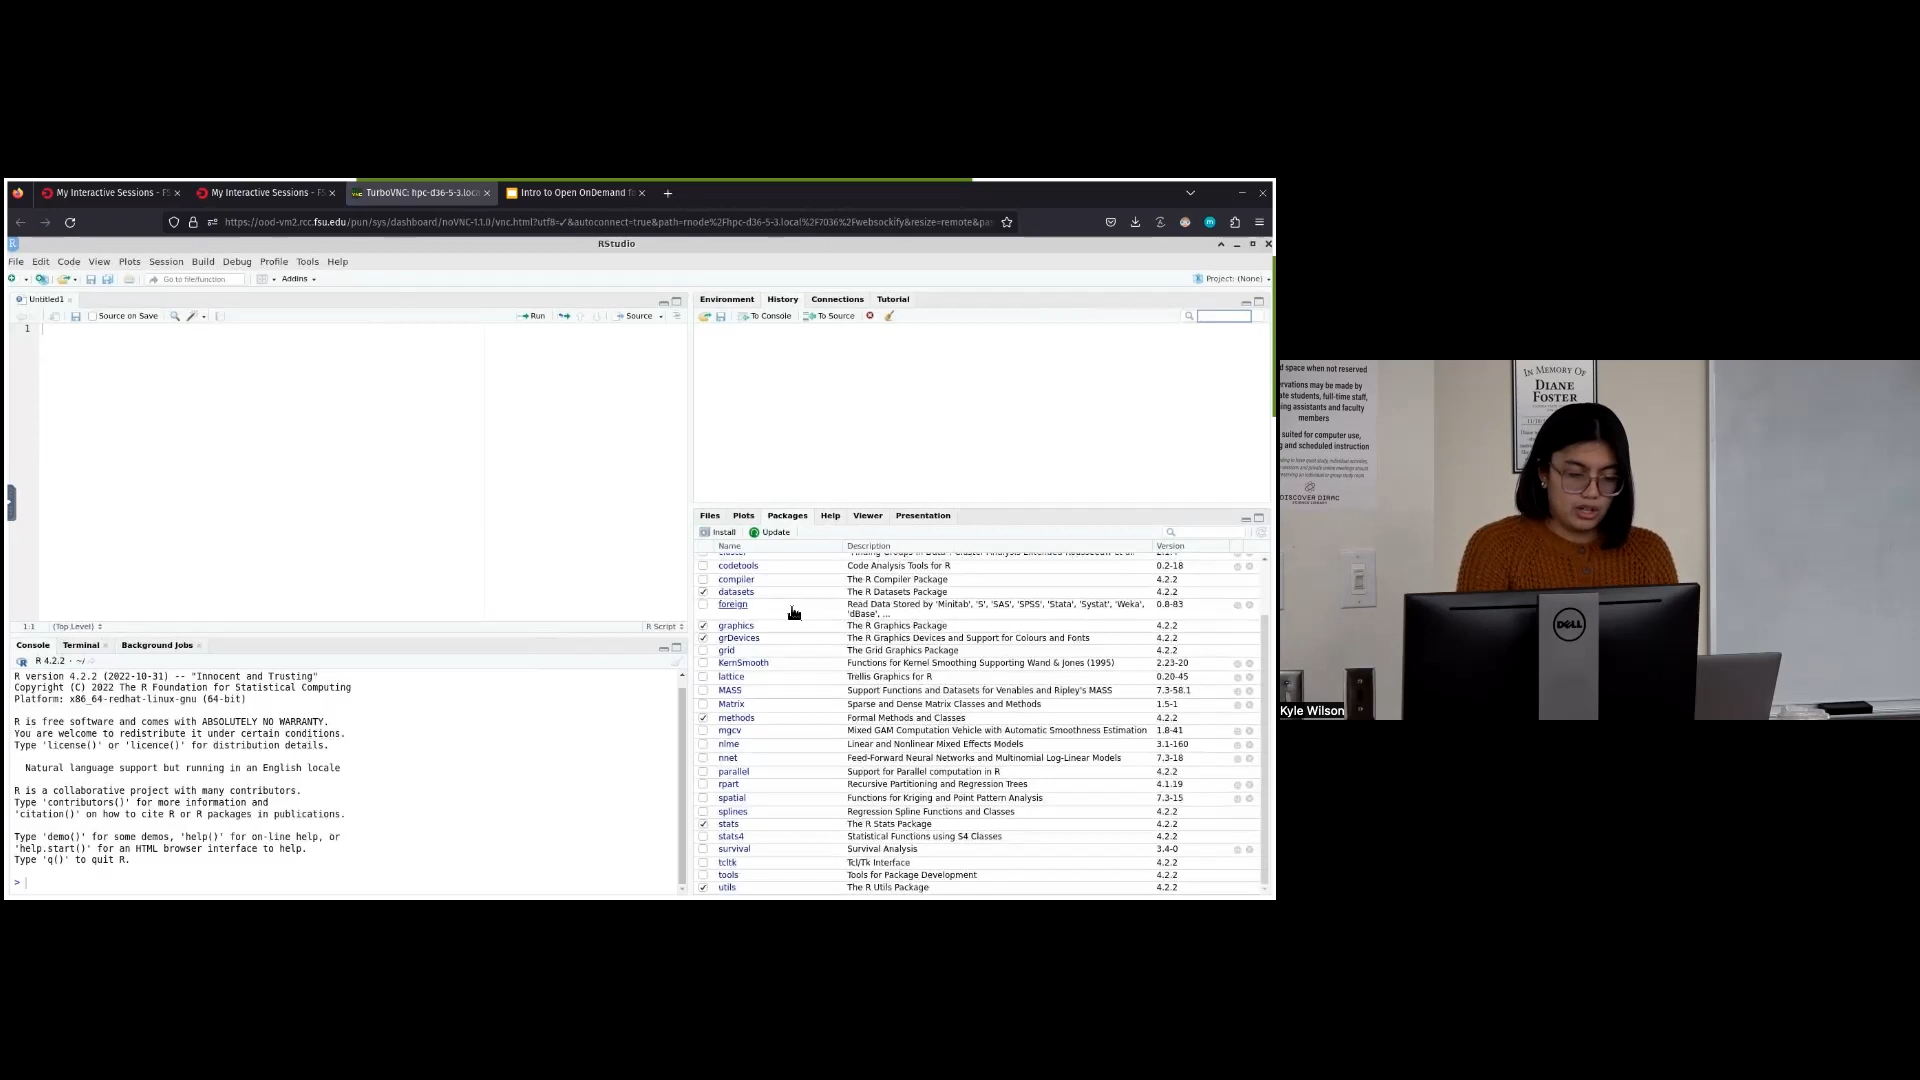 My Interactive Sessions - F
My Interactive Sessions - F
TurboVNC: hpc-d36-5-3.loca
Intro to Open OnDemand f
https://ood-vm2.rcc.fsu.edu/pun/sys/dashboard/noVNC-1.1.0/vnc.html?utf8=✓&autoconnect=true&path=rnode%2Fhpc-d36-5-3.local%2F7036%2Fwebsockify&resize=remote&pa
RStudio
File Edit Code View Plots Session Build Debug Profile Tools Help
Go to file/function
Addins
Project: (None)
Untitled1
Source on Save
Run
Source
1
1:1 (Top Level)
R Script
Console Terminal Background Jobs
R 4.2.2 · ~/
R version 4.2.2 (2022-10-31) -- "Innocent and Trusting"
Copyright (C) 2022 The R Foundation for Statistical Computing
Platform: x86_64-redhat-linux-gnu (64-bit)
R is free software and comes with ABSOLUTELY NO WARRANTY.
You are welcome to redistribute it under certain conditions.
Type 'license()' or 'licence()' for distribution details.
Natural language support but running in an English locale
R is a collaborative project with many contributors.
Type 'contributors()' for more information and
'citation()' on how to cite R or R packages in publications.
Type 'demo()' for some demos, 'help()' for on-line help, or
'help.start()' for an HTML browser interface to help.
Type 'q()' to quit R.
>
Environment History Connections Tutorial
To Console
To Source
Files Plots Packages Help Viewer Presentation
Install Update
Name Description Version
codetools Code Analysis Tools for R 0.2-18
compiler The R Compiler Package 4.2.2
datasets The R Datasets Package 4.2.2
foreign Read Data Stored by 'Minitab', 'S', 'SAS', 'SPSS', 'Stata', 'Systat', 'Weka', 0.8-83
'dBase', ...
graphics The R Graphics Package 4.2.2
grDevices The R Graphics Devices and Support for Colours and Fonts 4.2.2
grid The Grid Graphics Package 4.2.2
KernSmooth Functions for Kernel Smoothing Supporting Wand & Jones (1995) 2.23-20
lattice Trellis Graphics for R 0.20-45
MASS Support Functions and Datasets for Venables and Ripley's MASS 7.3-58.1
Matrix Sparse and Dense Matrix Classes and Methods 1.5-1
methods Formal Methods and Classes 4.2.2
mgcv Mixed GAM Computation Vehicle with Automatic Smoothness Estimation 1.8-41
nlme Linear and Nonlinear Mixed Effects Models 3.1-160
nnet Feed-Forward Neural Networks and Multinomial Log-Linear Models 7.3-18
parallel Support for Parallel computation in R 4.2.2
rpart Recursive Partitioning and Regression Trees 4.1.19
spatial Functions for Kriging and Point Pattern Analysis 7.3-15
splines Regression Spline Functions and Classes 4.2.2
stats The R Stats Package 4.2.2
stats4 Statistical Functions using S4 Classes 4.2.2
survival Survival Analysis 3.4-0
tcltk Tcl/Tk Interface 4.2.2
tools Tools for Package Development 4.2.2
utils The R Utils Package 4.2.2
d space when not reserved
ervations may be made by
ate students, full-time staff,
ing assistants and faculty
members
suited for computer use,
g and scheduled instruction
DISCOVER DIRAC
IN MEMORY OF
DIANE
FOSTER
DELL
Kyle Wilson